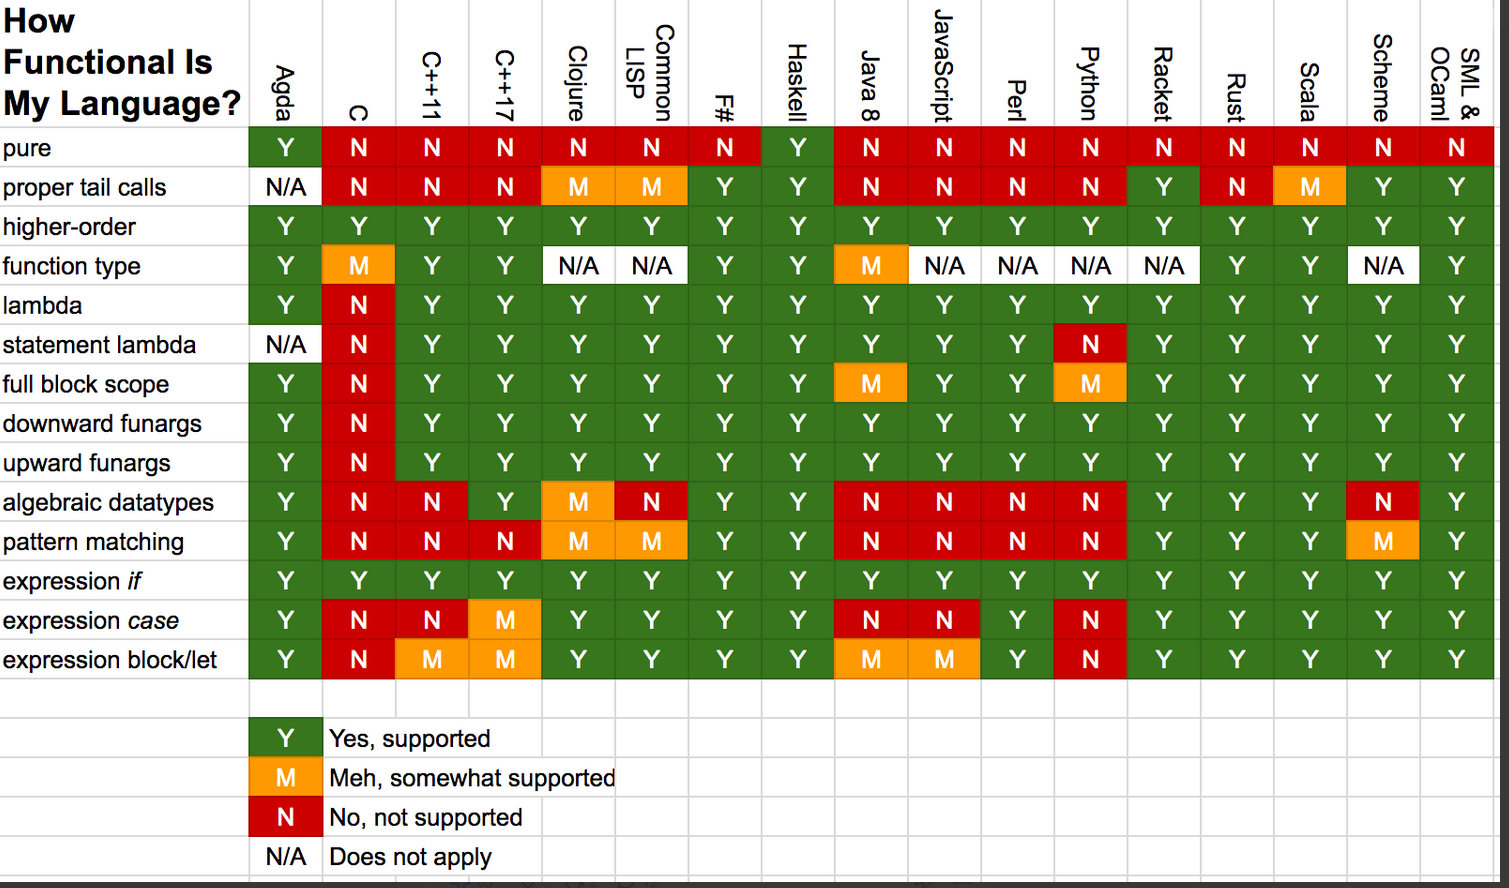 How
Functional Is
My Language?
Agda
C
C++11
C++17
Clojure
Common
LISP
F#
Haskell
Java 8
JavaScript
Perl
Python
Racket
Rust
Scala
Scheme
SML &
OCaml
pure Y N N N N N N Y N N N N N N N N N
proper tail calls N/A N N N M M Y Y N N N N Y N M Y Y
higher-order Y Y Y Y Y Y Y Y Y Y Y Y Y Y Y Y Y
function type Y M Y Y N/A N/A Y Y M N/A N/A N/A N/A Y Y N/A Y
lambda Y N Y Y Y Y Y Y Y Y Y Y Y Y Y Y Y
statement lambda N/A N Y Y Y Y Y Y Y Y Y N Y Y Y Y Y
full block scope Y N Y Y Y Y Y Y M Y Y M Y Y Y Y Y
downward funargs Y N Y Y Y Y Y Y Y Y Y Y Y Y Y Y Y
upward funargs Y N Y Y Y Y Y Y Y Y Y Y Y Y Y Y Y
algebraic datatypes Y N N Y M N Y Y N N N N Y Y Y N Y
pattern matching Y N N N M M Y Y N N N N Y Y Y M Y
expression if Y Y Y Y Y Y Y Y Y Y Y Y Y Y Y Y Y
expression case Y N N M Y Y Y Y N N Y N Y Y Y Y Y
expression block/let Y N M M Y Y Y Y M M Y N Y Y Y Y Y
Y Yes, supported
M Meh, somewhat supported
N No, not supported
N/A Does not apply